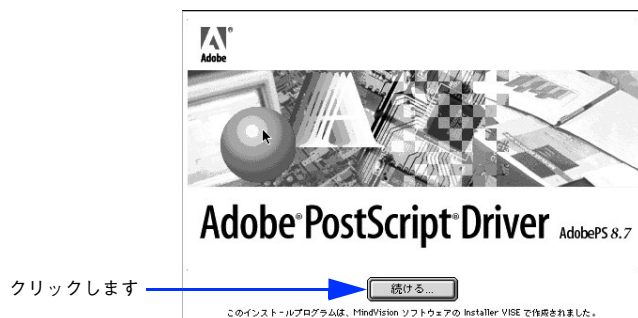 Adobe®
Adobe® PostScript® Driver AdobePS 8.7
クリックします
続ける...
このインストールプログラムは、MindVision ソフトウェアの Installer VISE で作成されました。